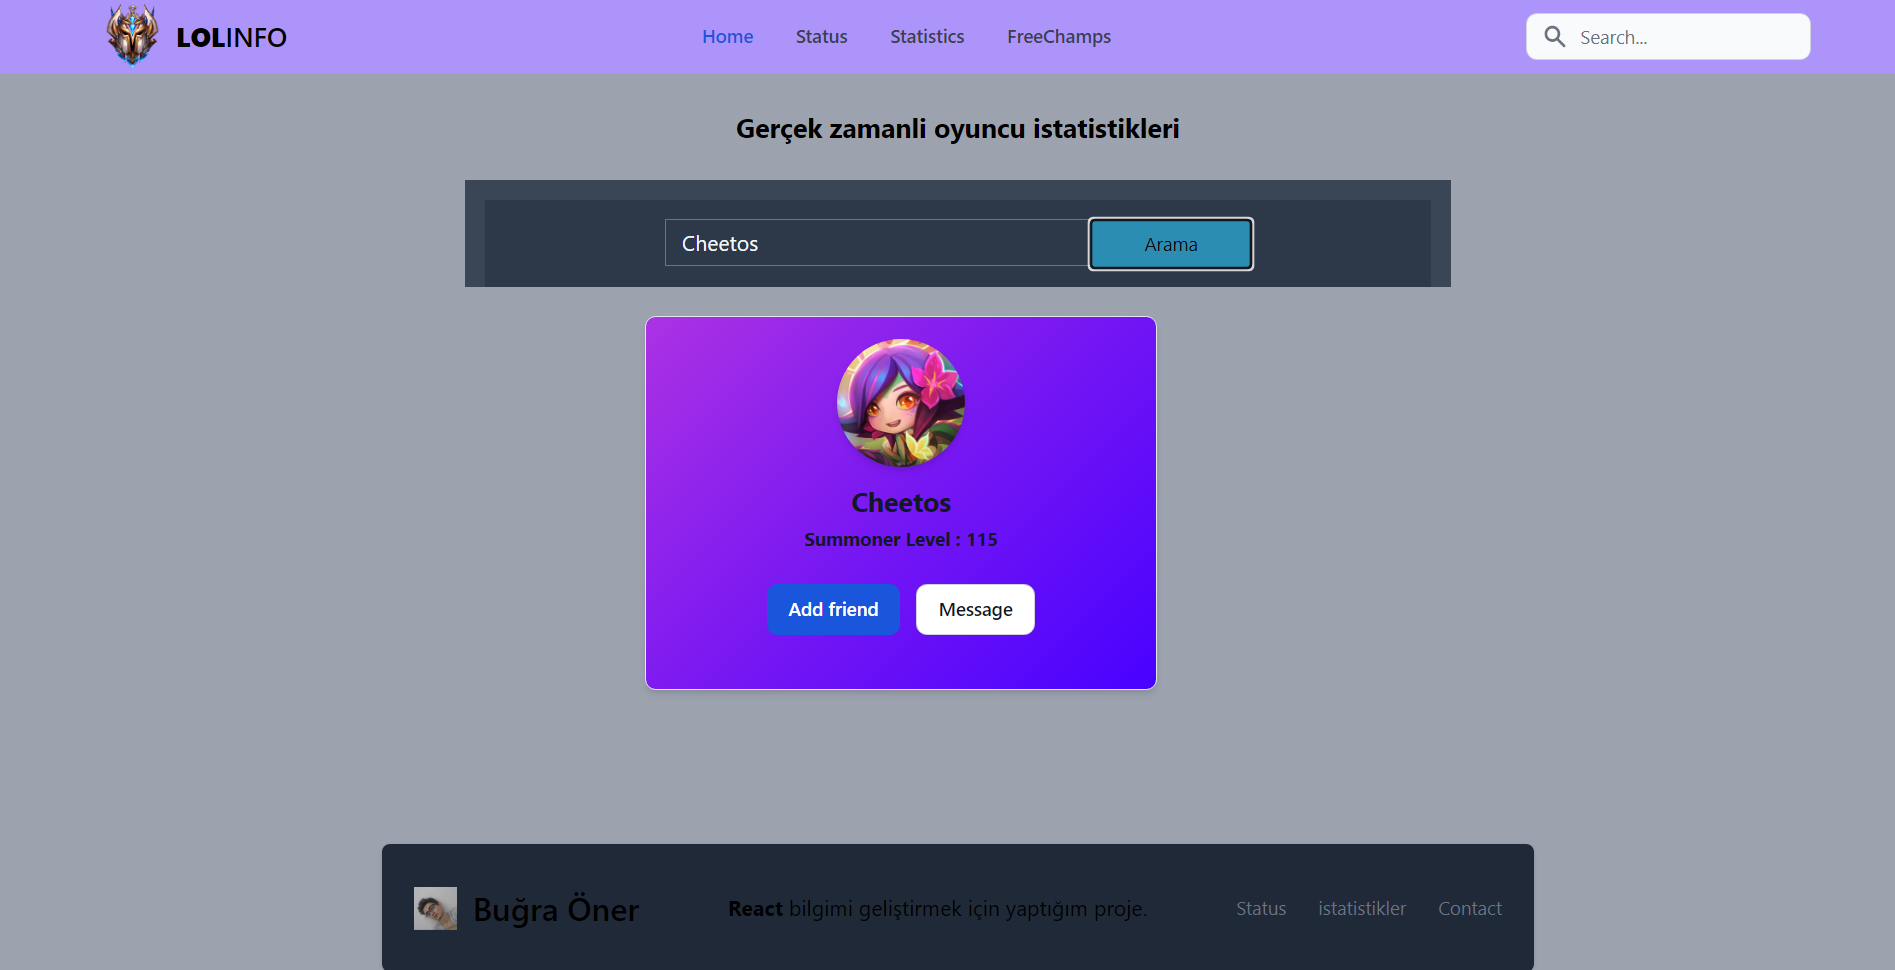 LOLINFO
Home Status Statistics FreeChamps
Search...
Gerçek zamanli oyuncu istatistikleri
Cheetos Arama
Cheetos
Summoner Level : 115
Add friend Message
Buğra Öner React bilgimi geliştirmek için yaptığım proje. Status istatistikler Contact